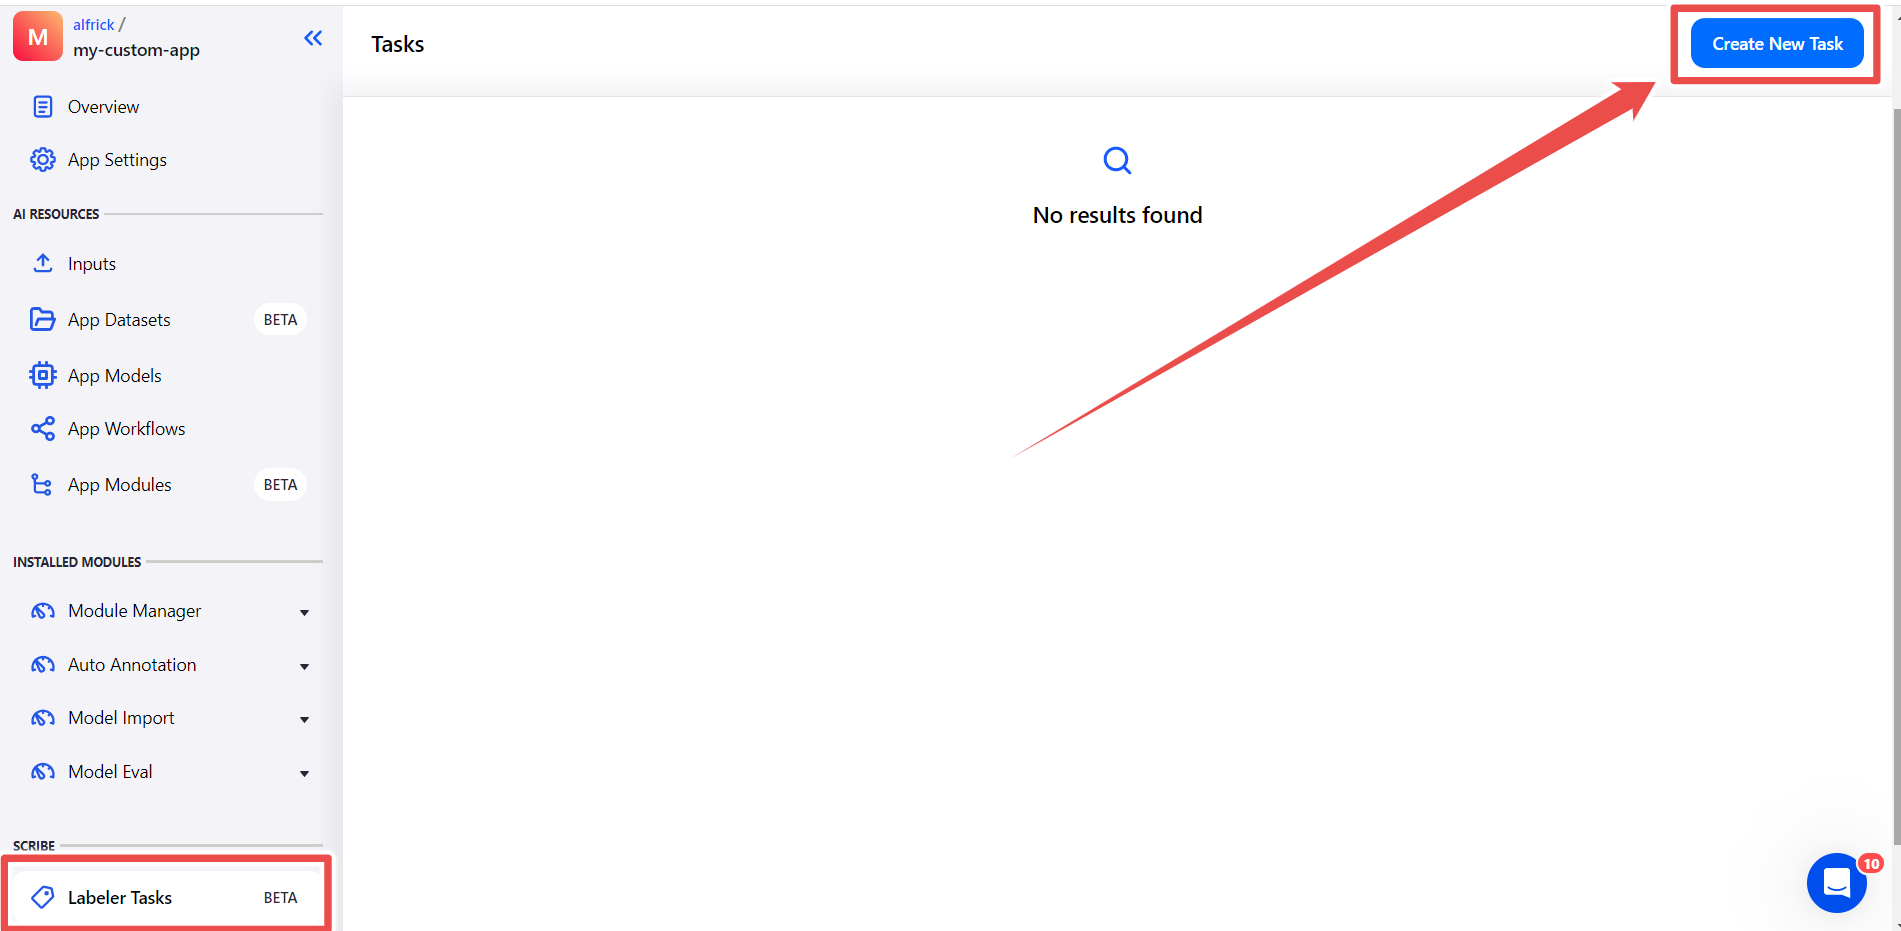 M
alfrick /
my-custom-app
Overview
App Settings
AI RESOURCES
Inputs
App Datasets BETA
App Models
App Workflows
App Modules BETA
INSTALLED MODULES
Module Manager
Auto Annotation
Model Import
Model Eval
SCRIBE
Labeler Tasks BETA
Tasks
Create New Task
No results found
10